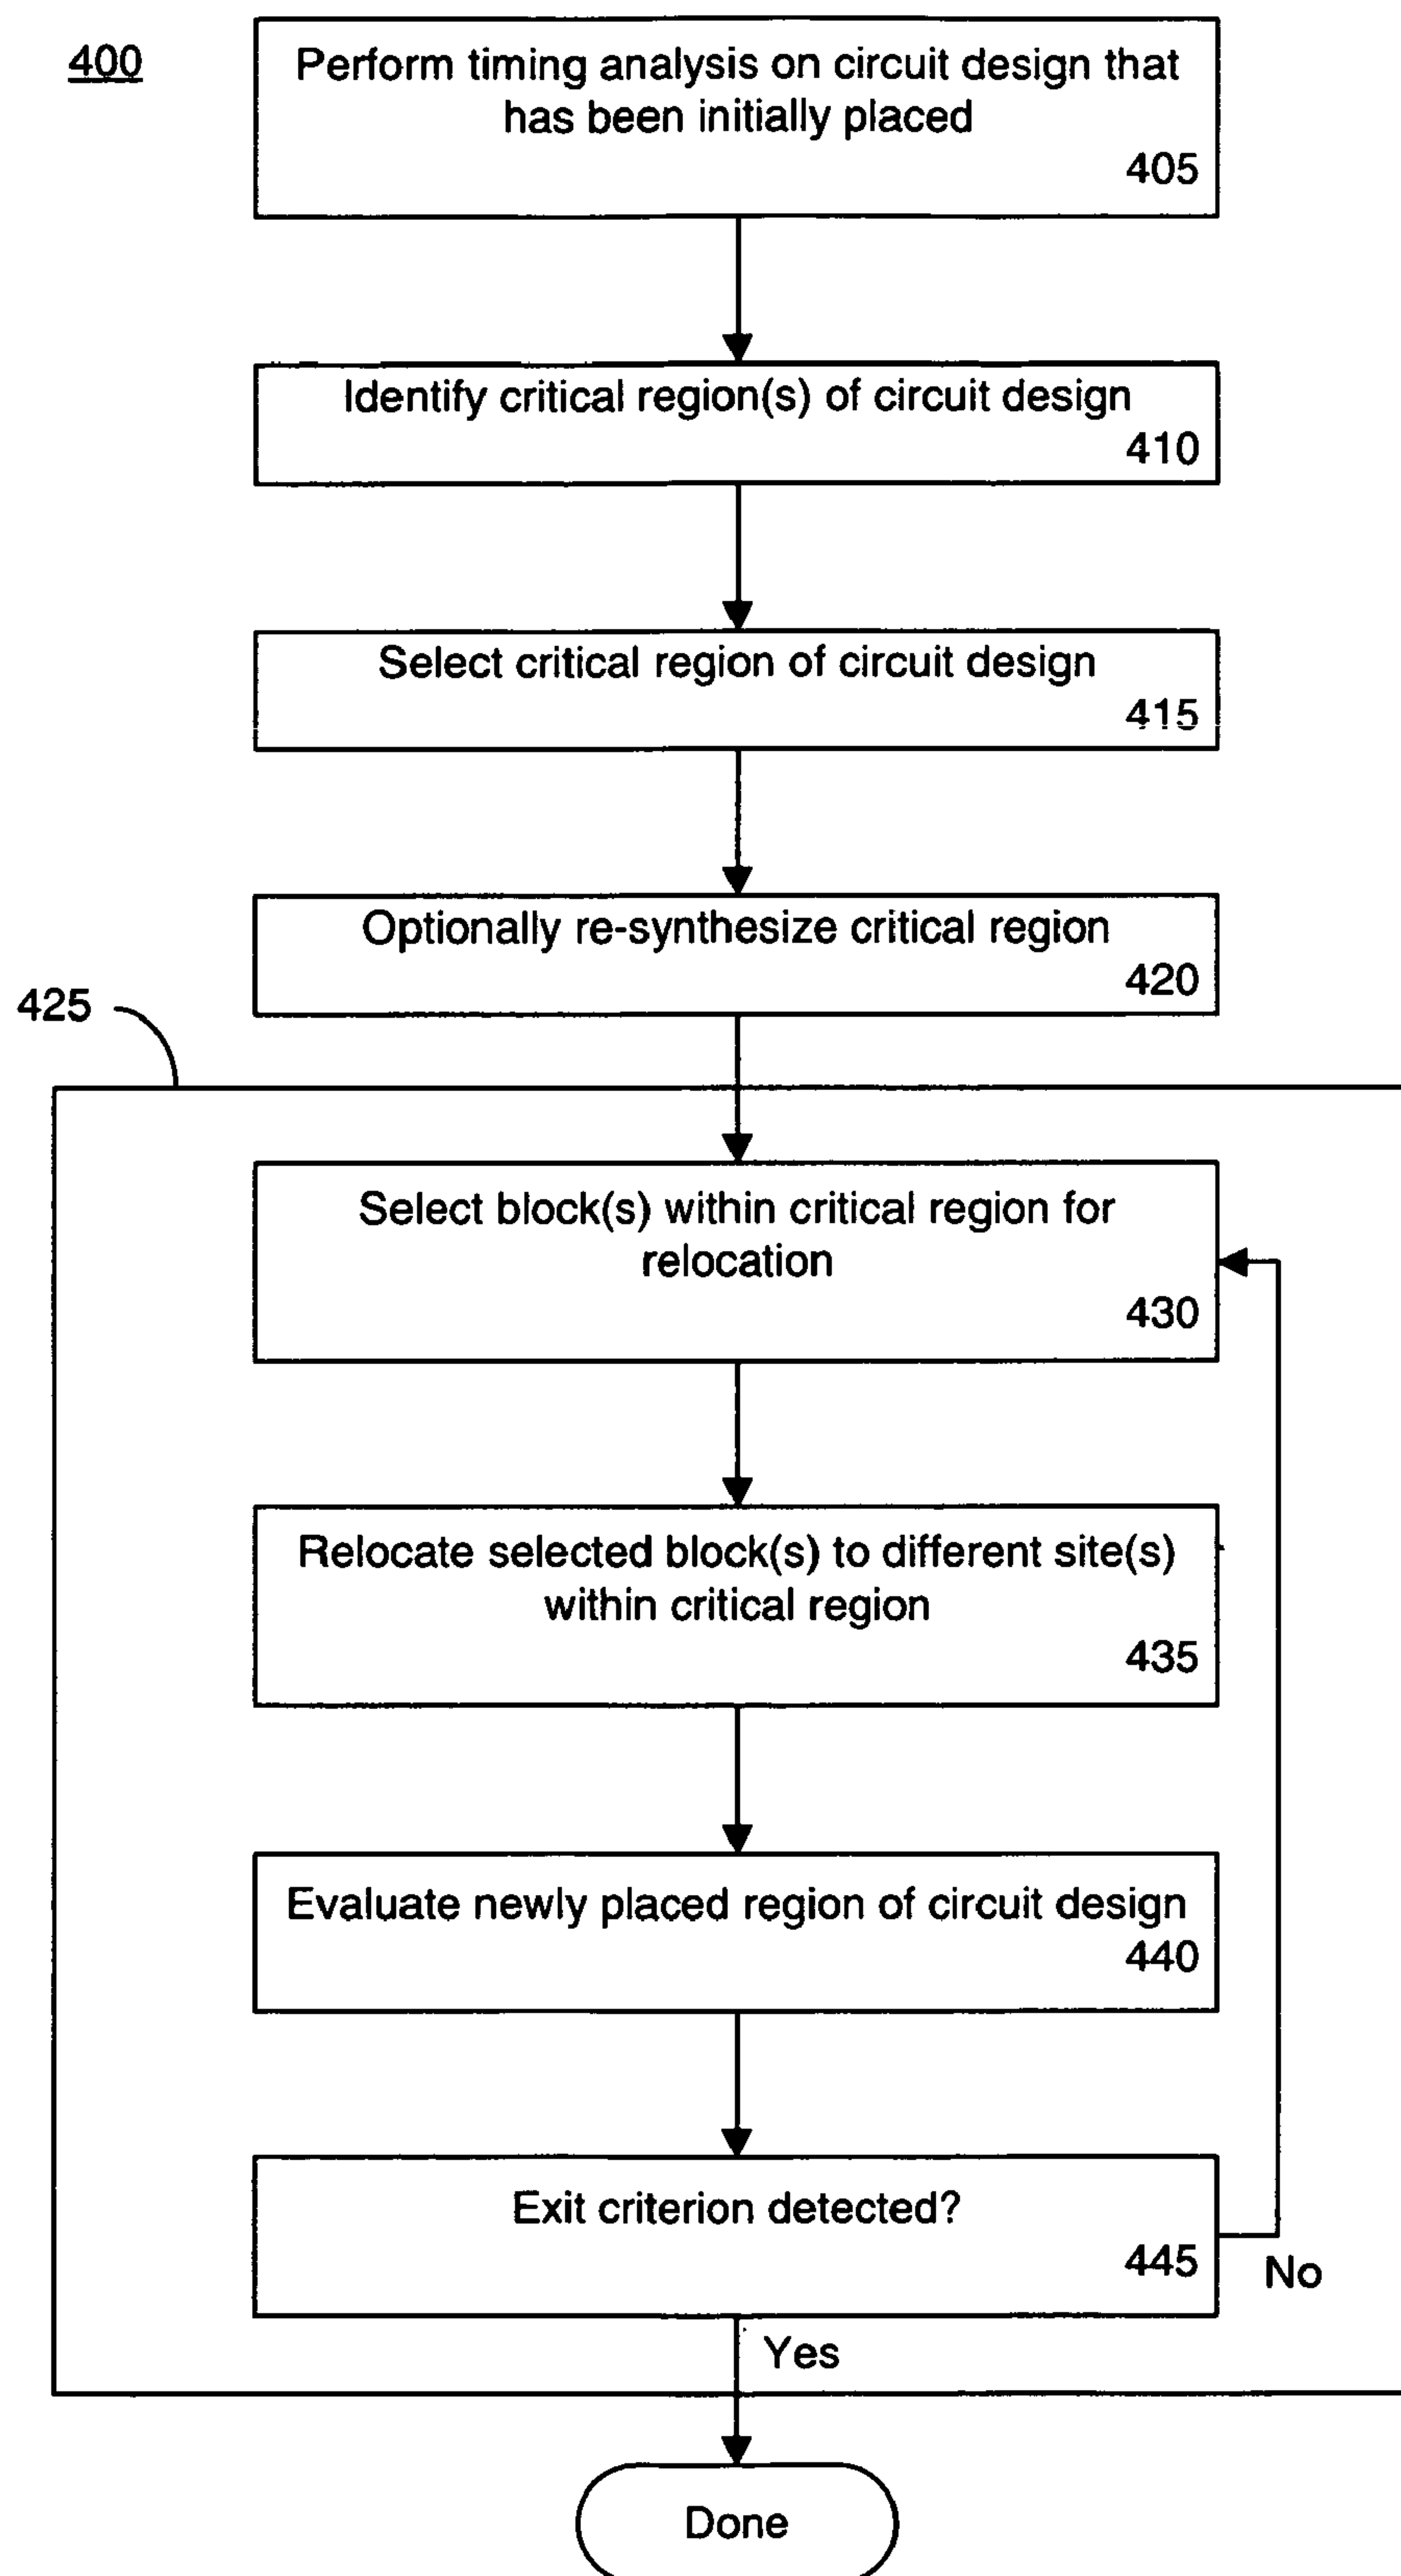 400
Perform timing analysis on circuit design that
has been initially placed
405
Identify critical region(s) of circuit design
410
Select critical region of circuit design
415
Optionally re-synthesize critical region
420
425
Select block(s) within critical region for
relocation
430
Relocate selected block(s) to different site(s)
within critical region
435
Evaluate newly placed region of circuit design
440
Exit criterion detected?
445
No
Yes
Done